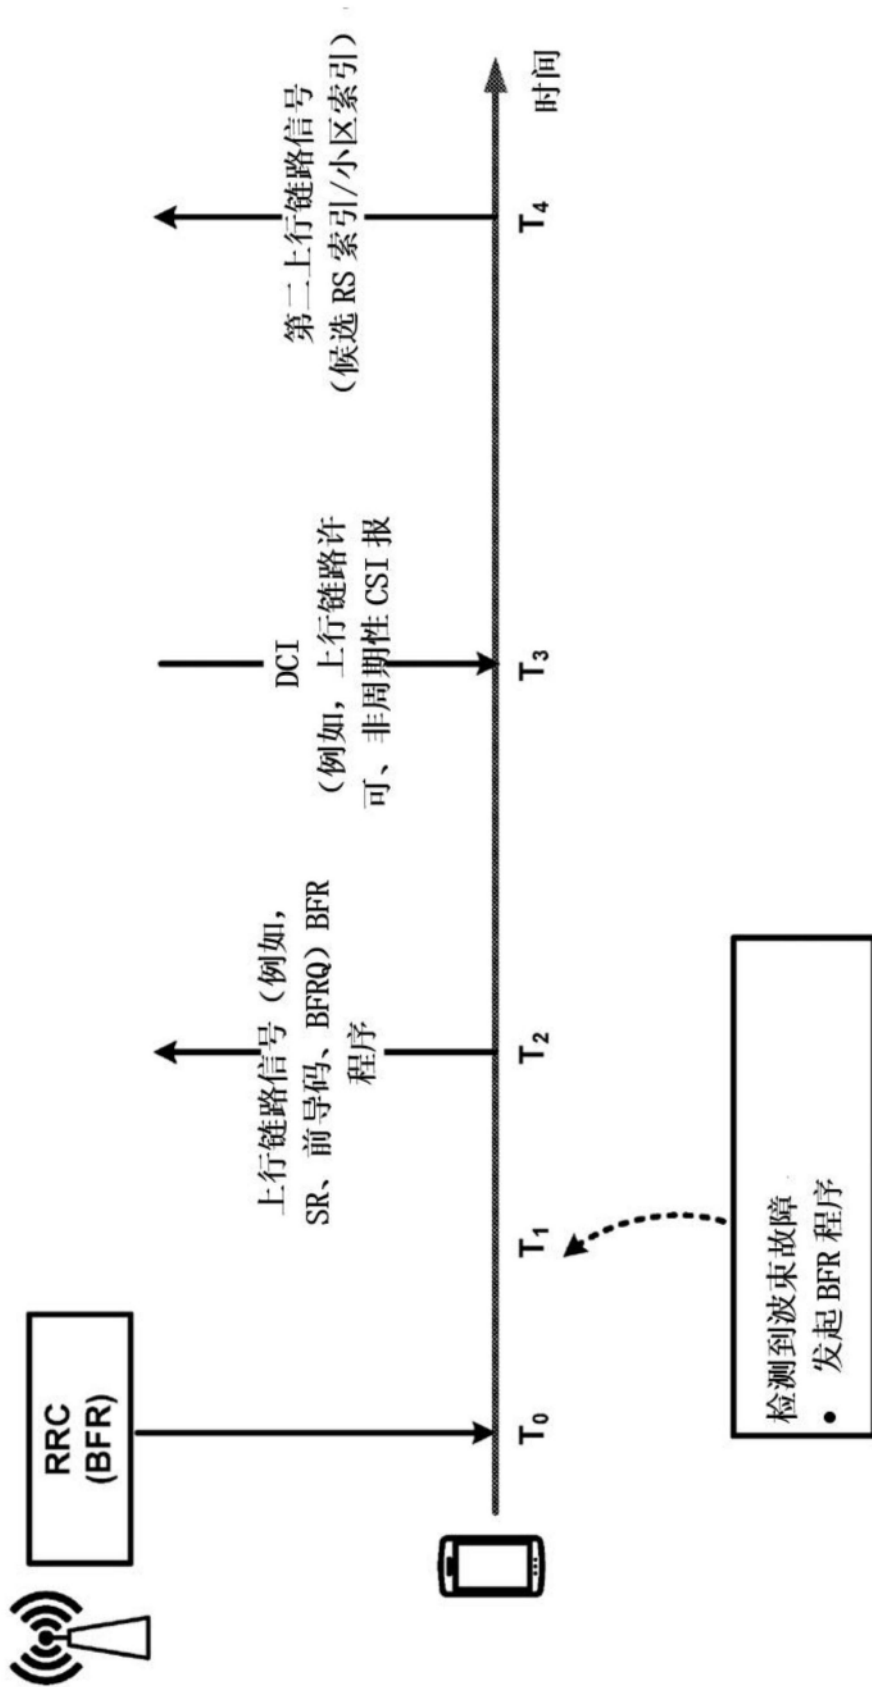 RRC
(BFR)
上行链路信号（例如，
SR、前导码、BFRQ）BFR
程序
DCI
（例如，上行链路许
可、非周期性 CSI 报
第二上行链路信号
（候选 RS 索引/小区索引）
T0
T1
T2
T3
T4
时间
检测到波束故障
• 发起 BFR 程序